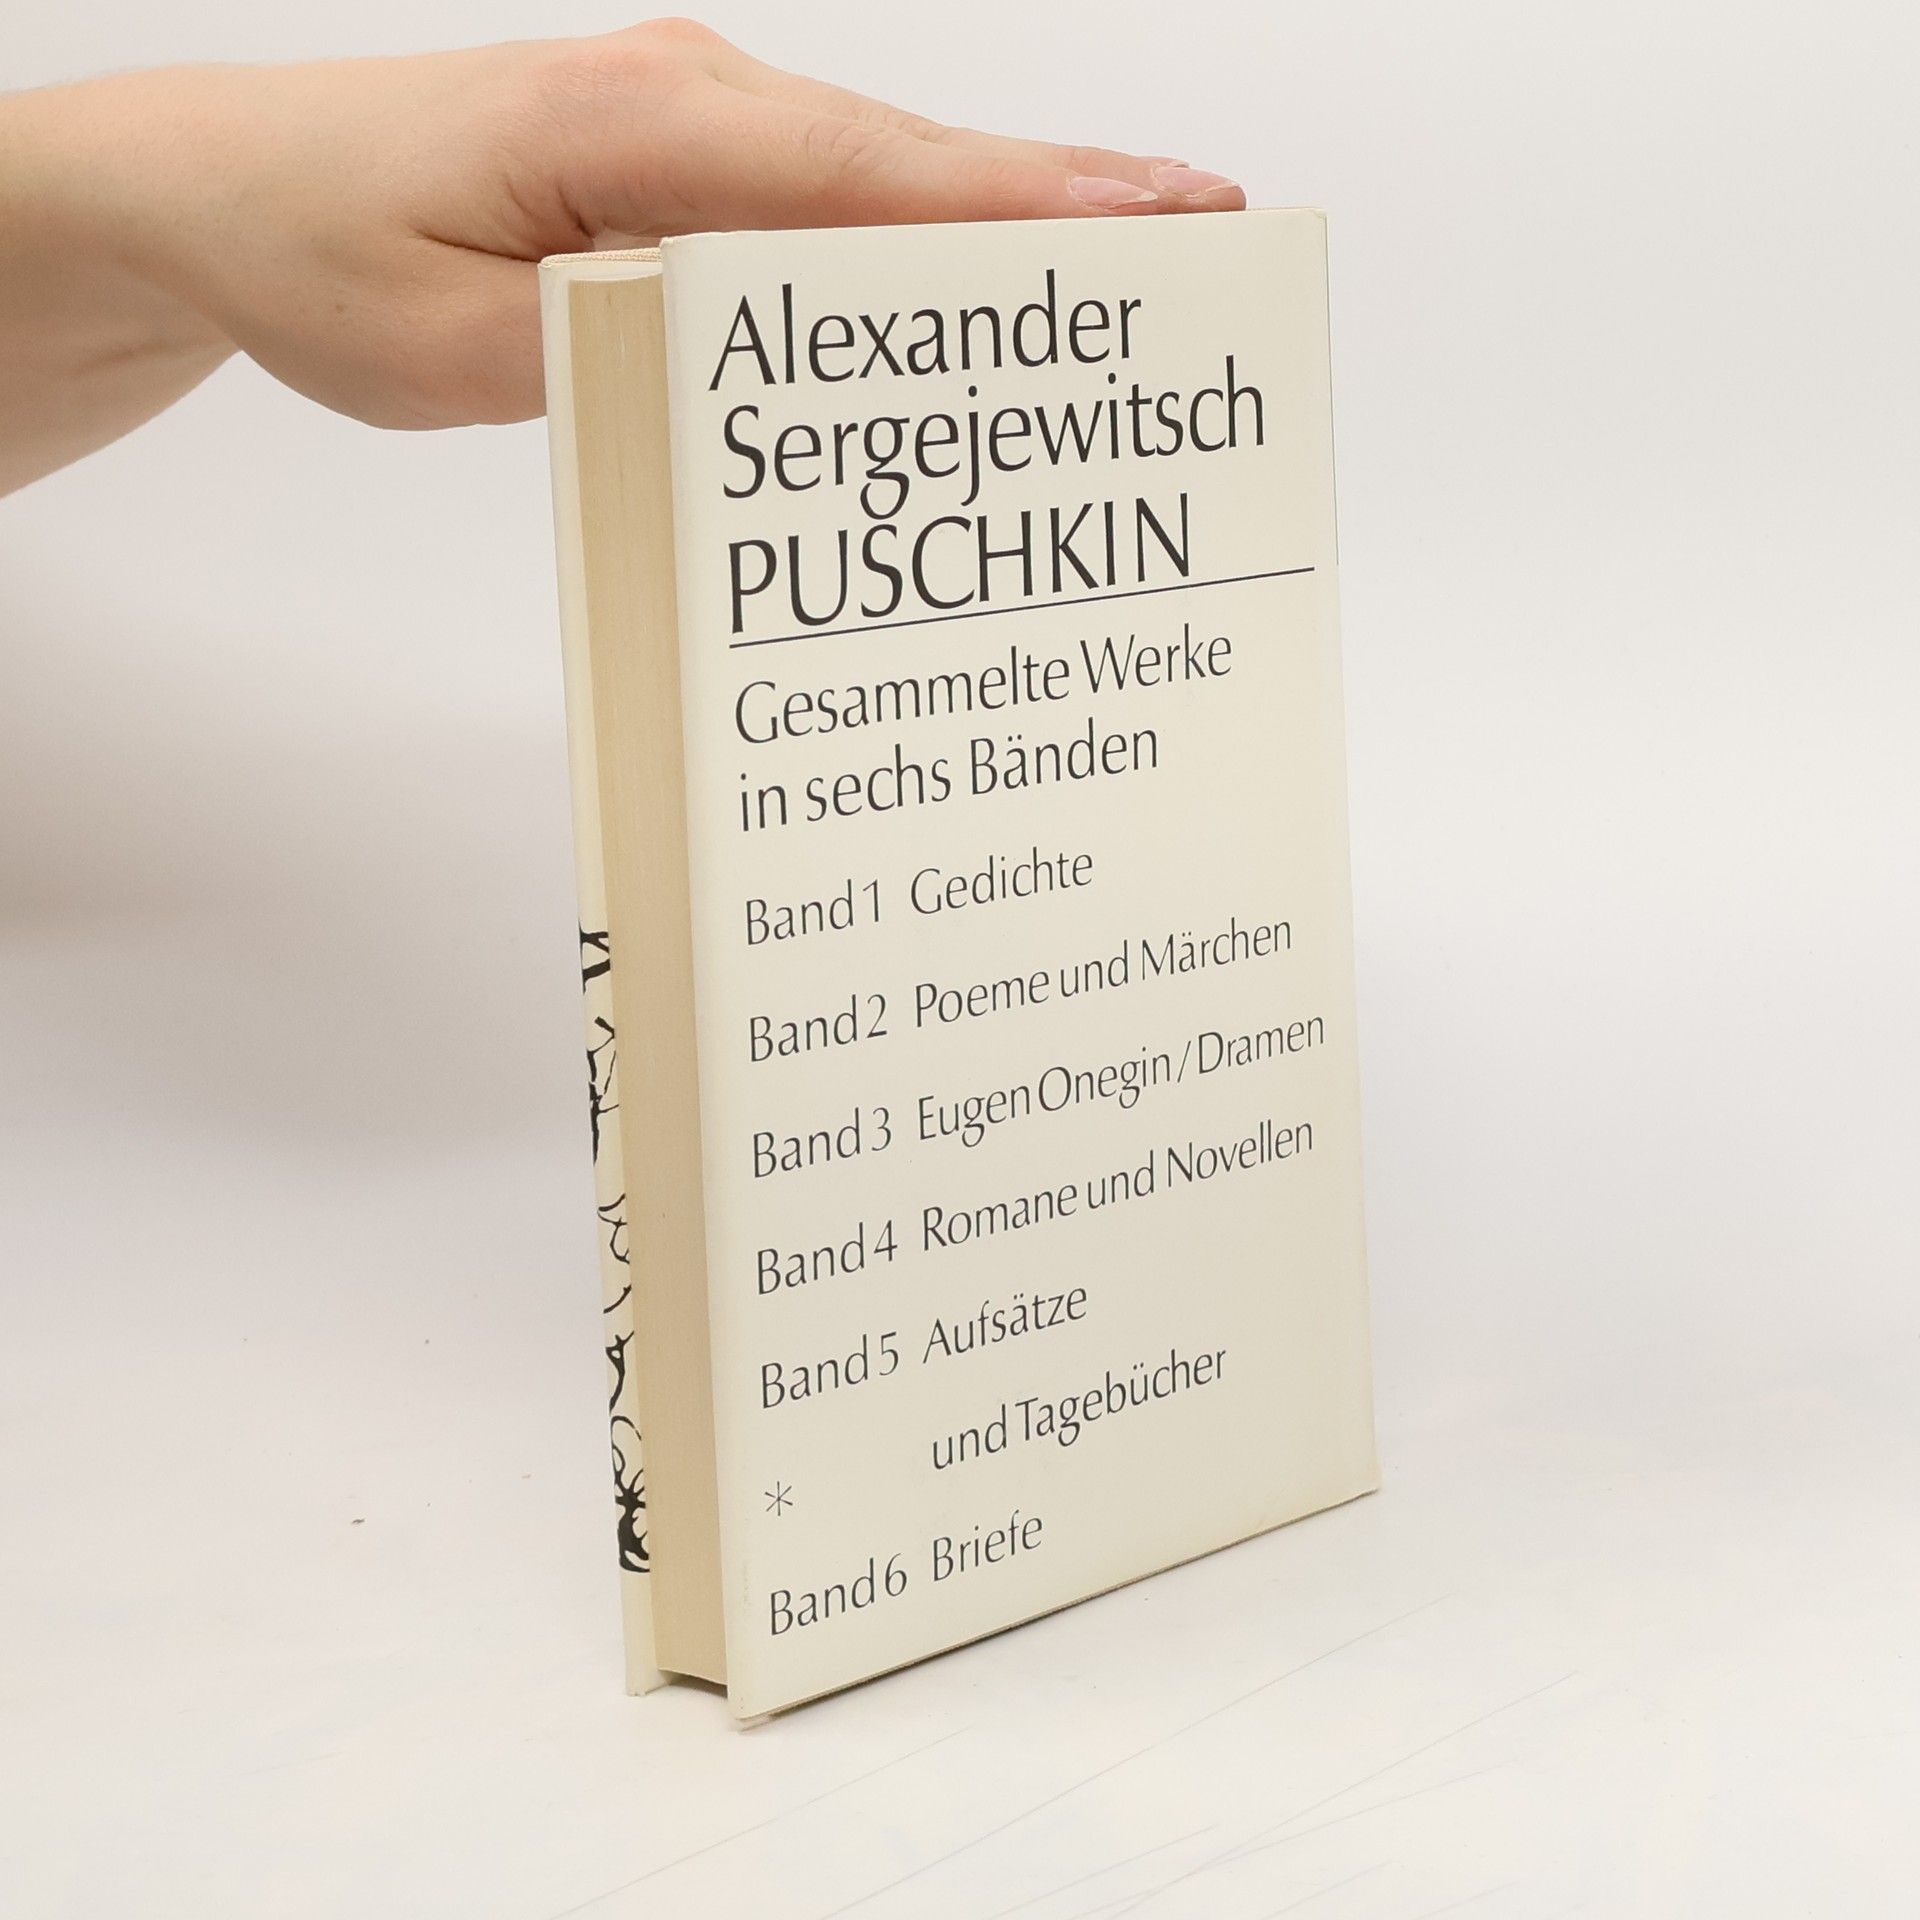 Alexander
Sergejewitsch
PUSCHKIN
Gesammelte Werke
in sechs Bänden
Band 1 Gedichte
Band 2 Poeme und Märchen
Band 3 Eugen Onegin / Dramen
Band 4 Romane und Novellen
Band 5 Aufsätze
und Tagebücher
*
Band 6 Briefe